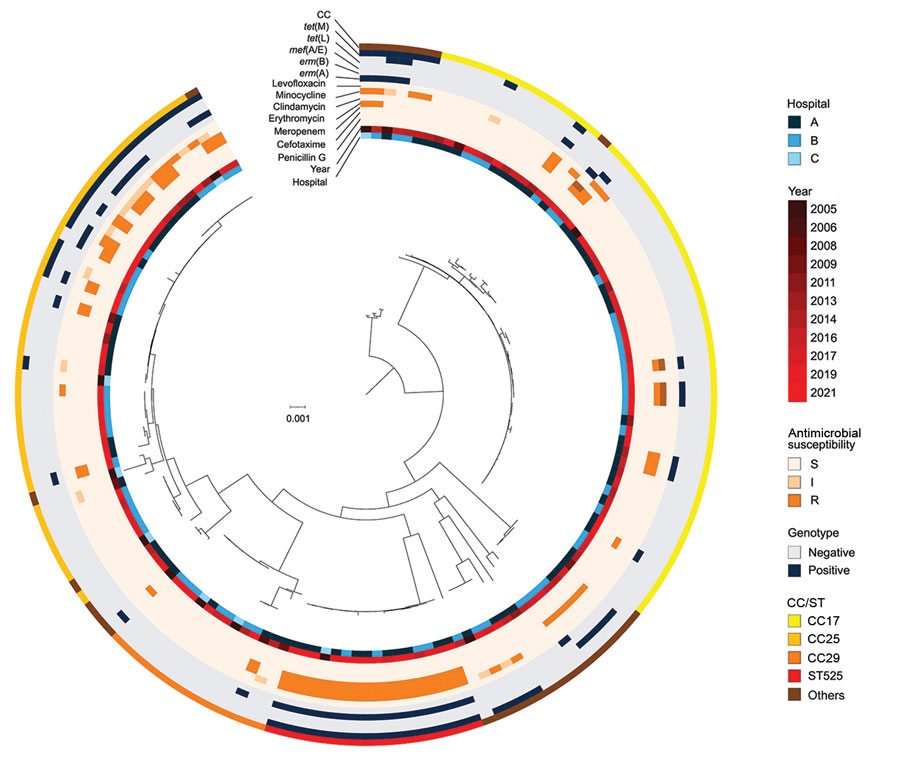 CC
tet(M)
tet(L)
mef(A/E)
erm(B)
erm(A)
Levofloxacin
Minocycline
Clindamycin
Erythromycin
Meropenem
Cefotaxime
Penicillin G
Year
Hospital
0.001
Hospital
A
B
C
Year
2005
2006
2008
2009
2011
2013
2014
2016
2017
2019
2021
Antimicrobial
susceptibility
S
I
R
Genotype
Negative
Positive
CC/ST
CC17
CC25
CC29
ST525
Others